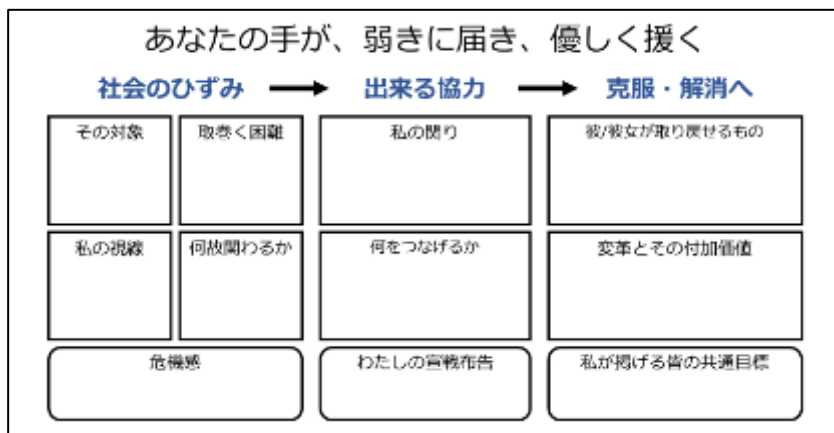 あなたの手が、弱きに届き、優しく援く
社会のひずみ → 出来る協力 → 克服・解消へ
その対象 取巻く困難 私の関り 彼/彼女が取り戻せるもの
私の視線 何故関わるか 何をつなげるか 変革とその付加価値
危機感 わたしの宣戦布告 私が掲げる皆の共通目標